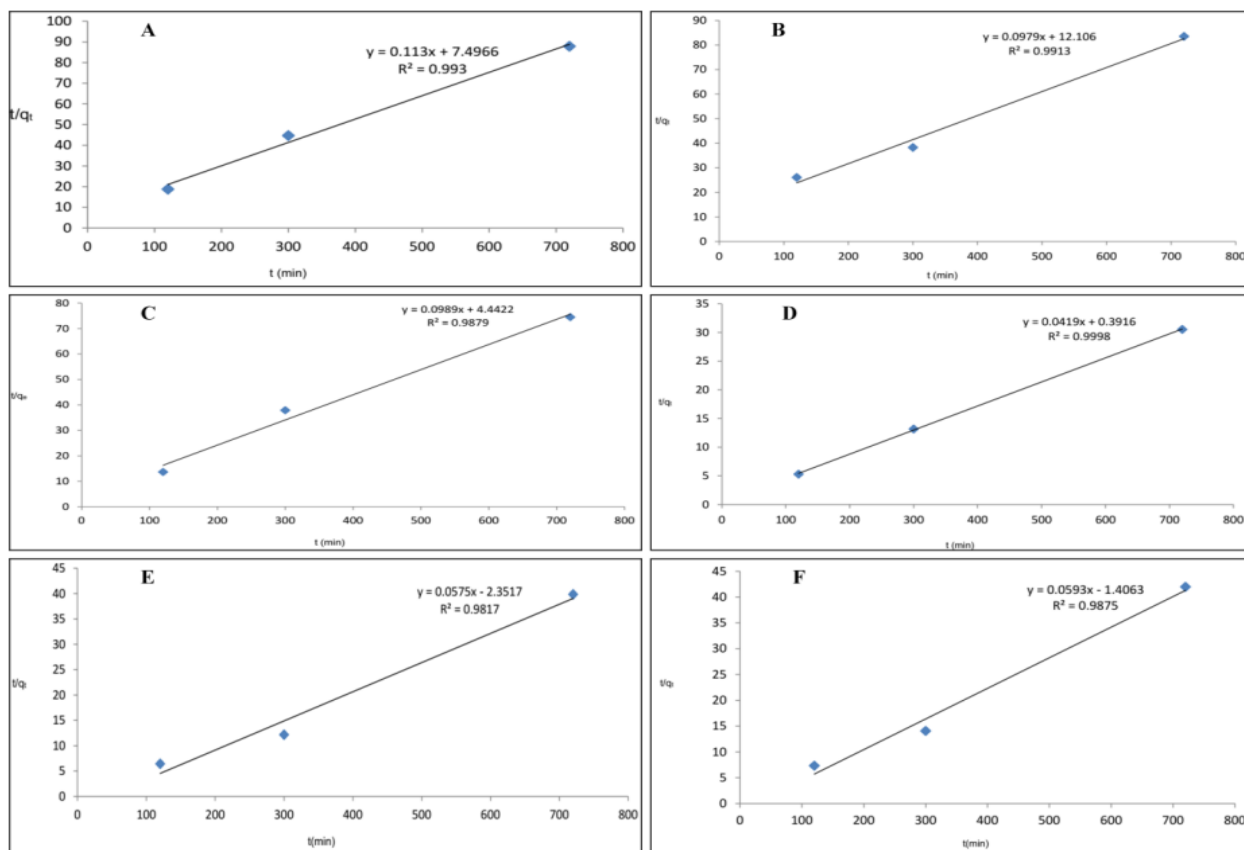 A
y = 0.113x + 7.4966
R² = 0.993
t/qt
100
90
80
70
60
50
40
30
20
10
0
0 100 200 300 400 500 600 700 800
t (min)
B
y = 0.0979x + 12.106
R² = 0.9913
t/qt
90
80
70
60
50
40
30
20
10
0
0 100 200 300 400 500 600 700 800
t (min)
C
y = 0.0989x + 4.4422
R² = 0.9879
t/qe
80
70
60
50
40
30
20
10
0
0 100 200 300 400 500 600 700 800
t (min)
D
y = 0.0419x + 0.3916
R² = 0.9998
t/qt
35
30
25
20
15
10
5
0
0 100 200 300 400 500 600 700 800
t (min)
E
y = 0.0575x - 2.3517
R² = 0.9817
t/qt
45
40
35
30
25
20
15
10
5
0
0 100 200 300 400 500 600 700 800
t(min)
F
y = 0.0593x - 1.4063
R² = 0.9875
t/qt
45
40
35
30
25
20
15
10
5
0
0 100 200 300 400 500 600 700 800
t(min)